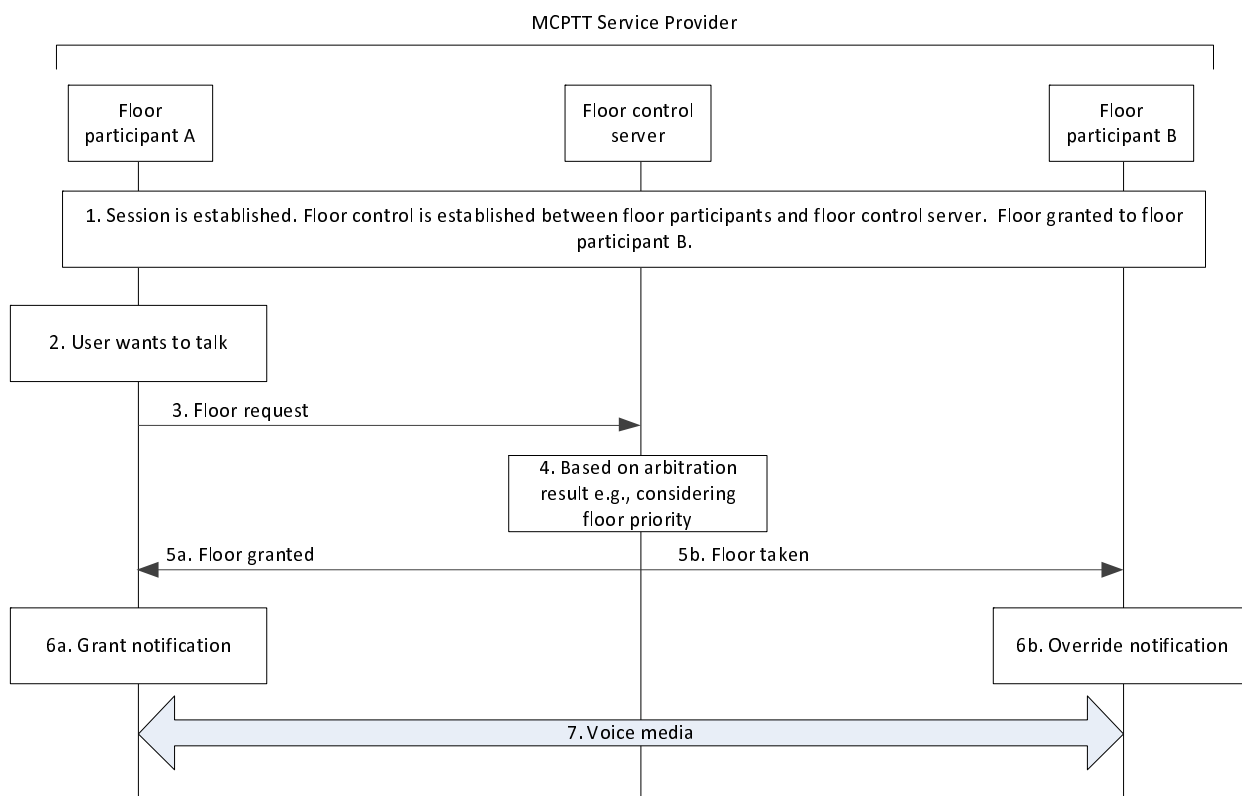 MCPTT Service Provider
Floor
participant A
Floor control
server
Floor
participant B
1. Session is established. Floor control is established between floor participants and floor control server. Floor granted to floor
participant B.
2. User wants to talk
3. Floor request
4. Based on arbitration
result e.g., considering
floor priority
5a. Floor granted
5b. Floor taken
6a. Grant notification
6b. Override notification
7. Voice media